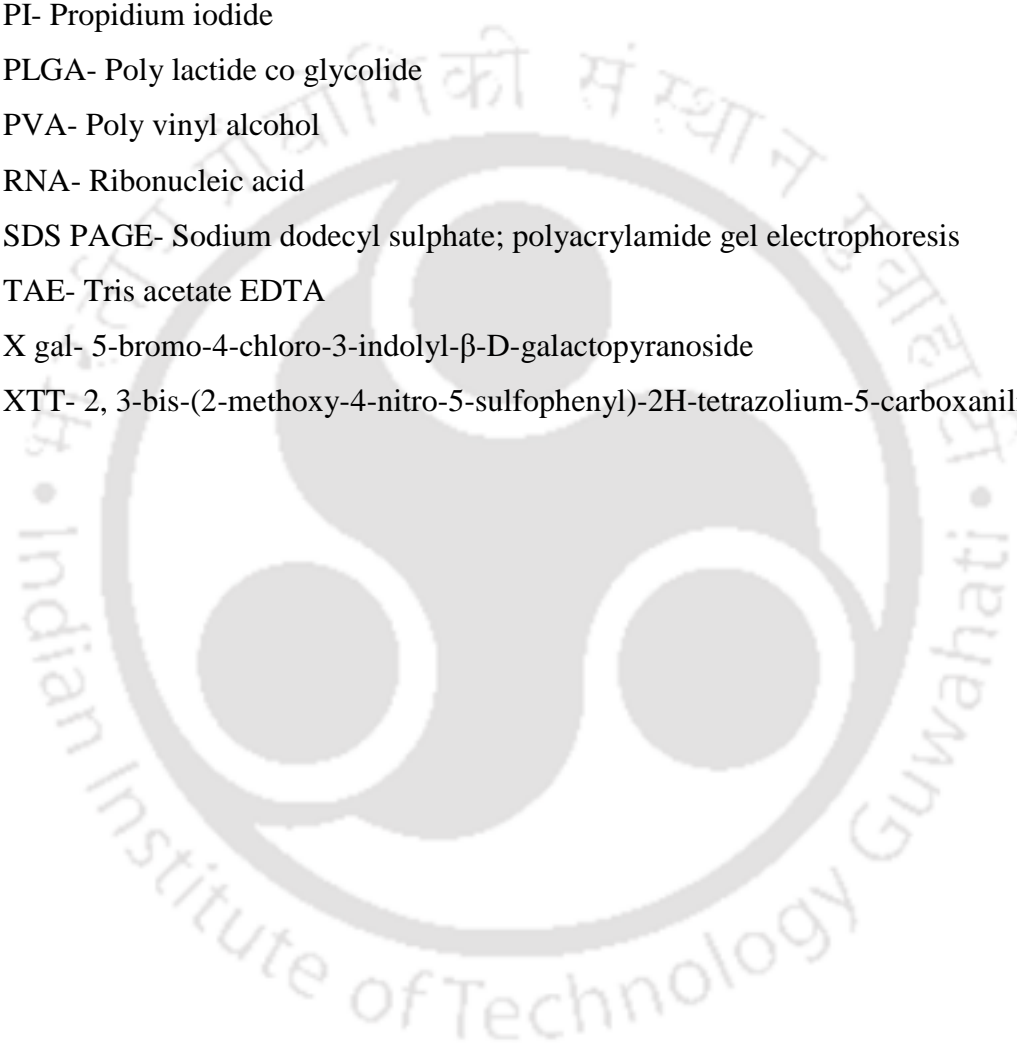 PI- Propidium iodide
PLGA- Poly lactide co glycolide
PVA- Poly vinyl alcohol
RNA- Ribonucleic acid
SDS PAGE- Sodium dodecyl sulphate; polyacrylamide gel electrophoresis
TAE- Tris acetate EDTA
X gal- 5-bromo-4-chloro-3-indolyl-β-D-galactopyranoside
XTT- 2, 3-bis-(2-methoxy-4-nitro-5-sulfophenyl)-2H-tetrazolium-5-carboxanil
Indian Institute of Technology Guwahati